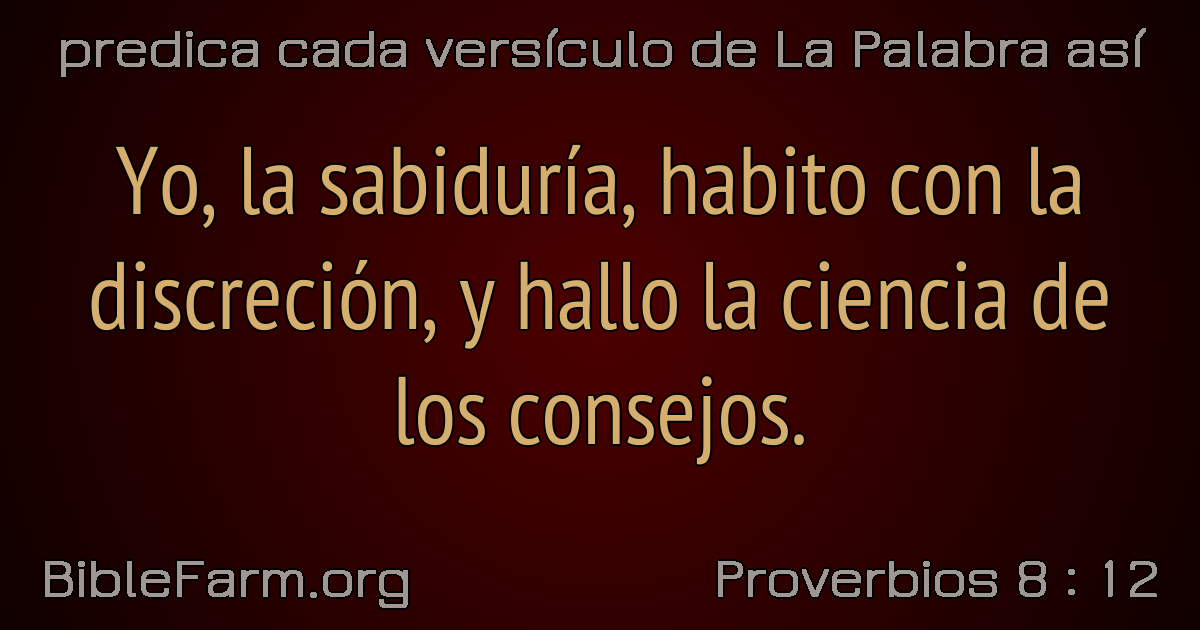 predica cada versículo de La Palabra así
Yo, la sabiduría, habito con la
discreción, y hallo la ciencia de
los consejos.
BibleFarm.org
Proverbios 8 : 12